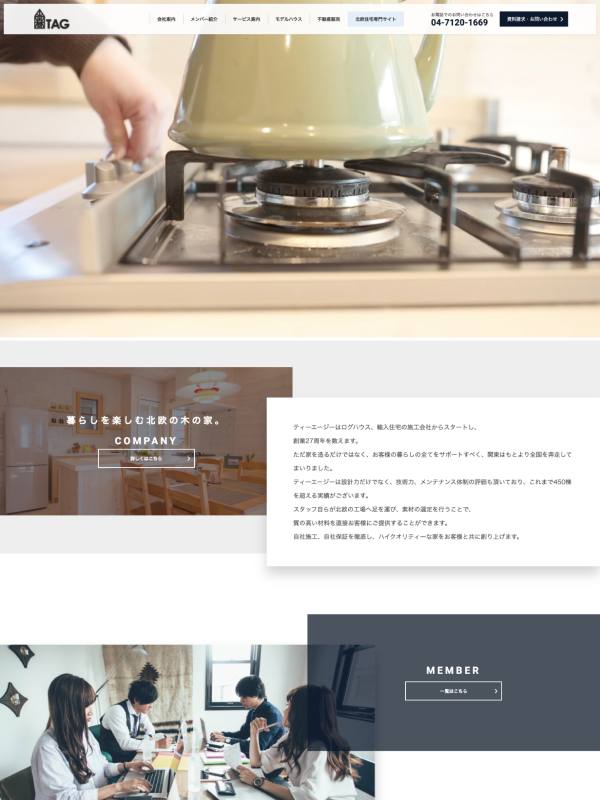 TAG
会社案内
メンバー紹介
サービス案内
モデルハウス
不動産販売
北欧住宅専門サイト
お電話でのお問い合わせはこちら
04-7120-1669
資料請求・お問い合わせ
暮らしを楽しむ北欧の木の家。
COMPANY
詳しくはこちら
ティーエージーはログハウス、輸入住宅の施工会社からスタートし、
創業27周年を数えます。
ただ家を造るだけではなく、お客様の暮らしの全てをサポートすべく、関東はもとより全国を奔走して
まいりました。
ティーエージーは設計力だけでなく、技術力、メンテナンス体制の評価も頂いており、これまで450棟
を超える実績がございます。
スタッフ自らが北欧の工場へ足を運び、素材の選定を行うことで、
質の高い材料を直接お客様にご提供することができます。
自社施工、自社保証を徹底し、ハイクオリティーな家をお客様と共に創り上げます。
MEMBER
一覧はこちら